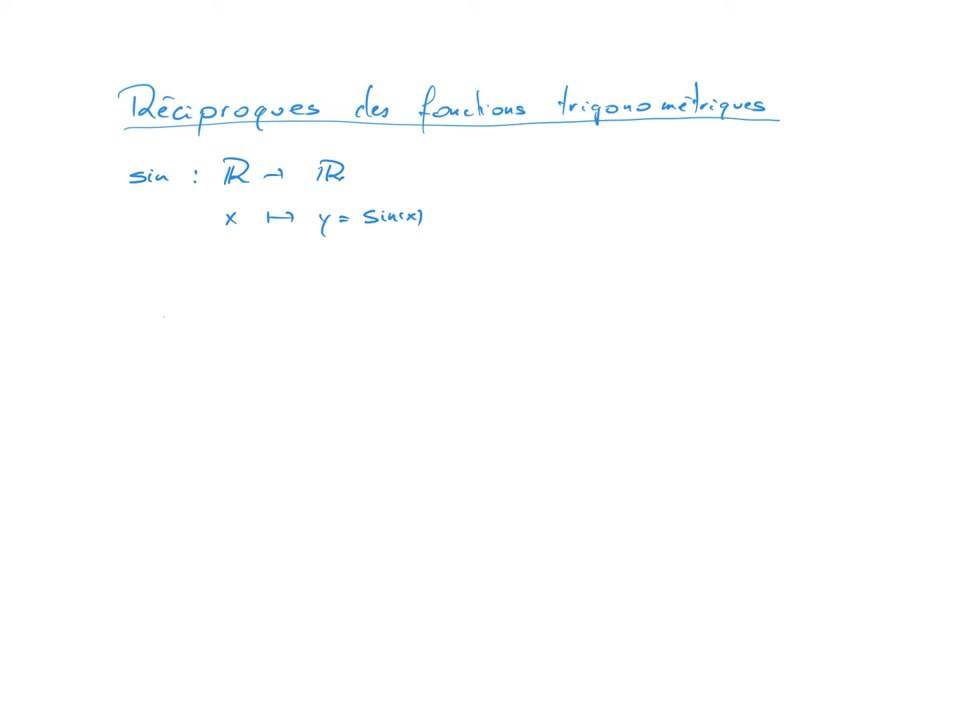 Réciproques des fonctions trigonométriques
sin : ℝ → ℝ
x ↦ y = sin(x)